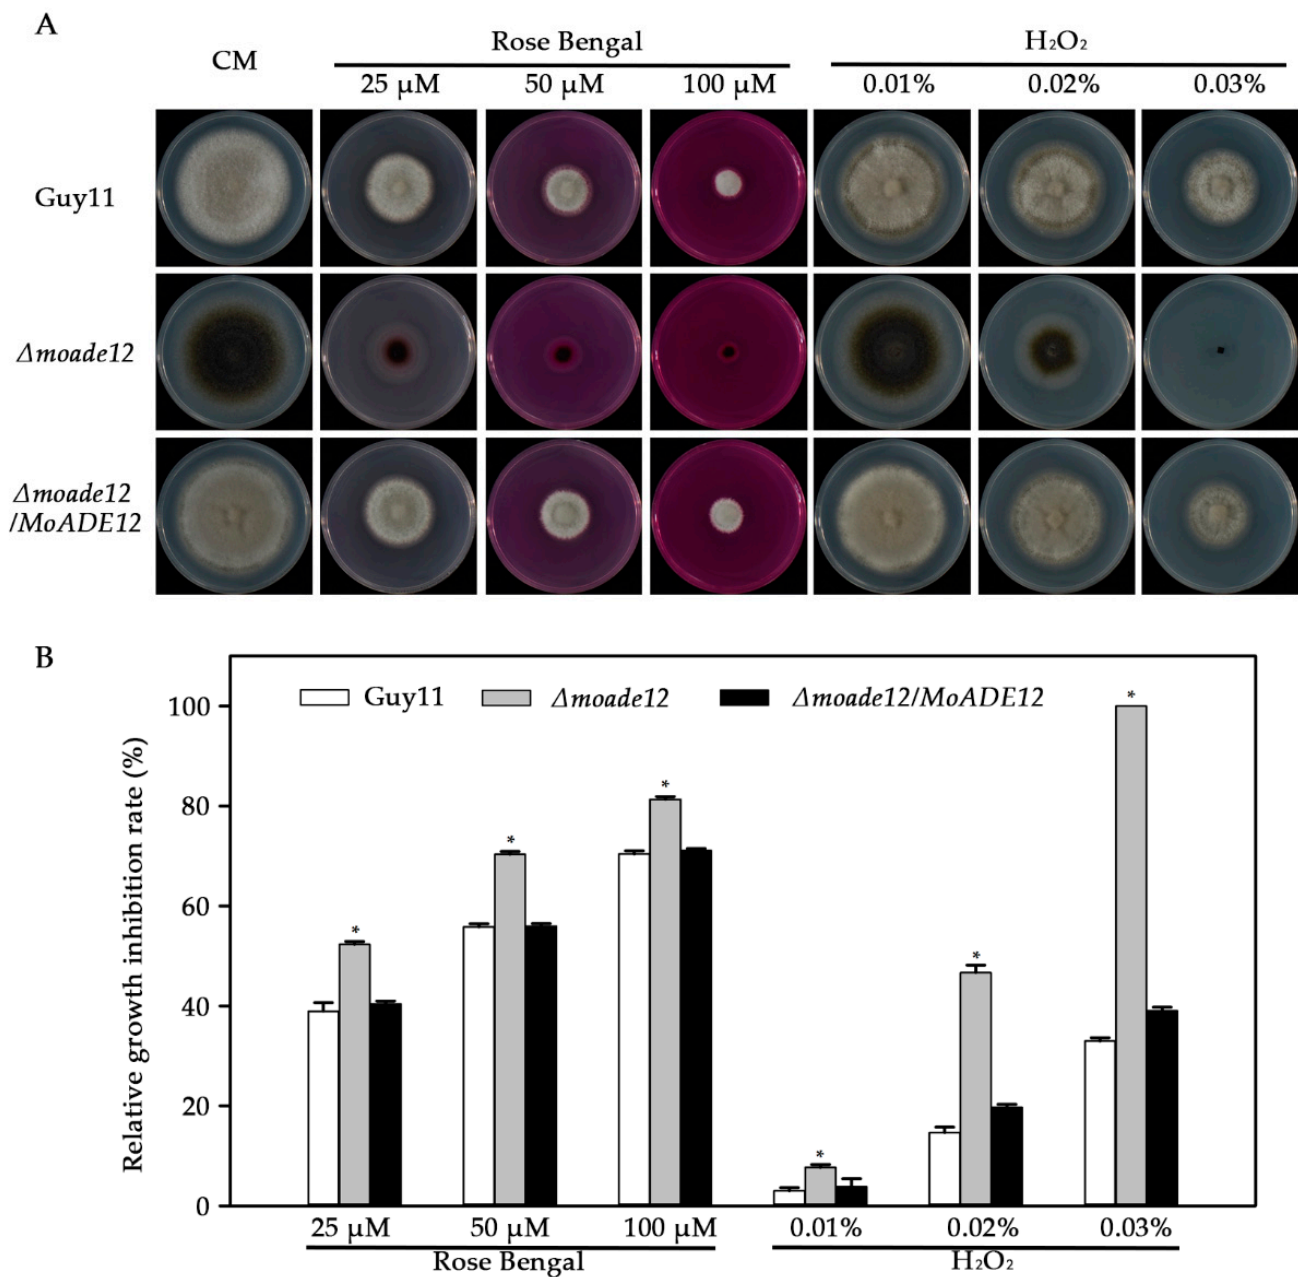 A
CM
Rose Bengal
H₂O₂
25 µM
50 µM
100 µM
0.01%
0.02%
0.03%
Guy11
Δmoade12
Δmoade12
/MoADE12
B
Relative growth inhibition rate (%)
Guy11
Δmoade12
Δmoade12/MoADE12
100
80
60
40
20
0
*
*
*
*
*
*
25 µM
50 µM
100 µM
0.01%
0.02%
0.03%
Rose Bengal
H₂O₂